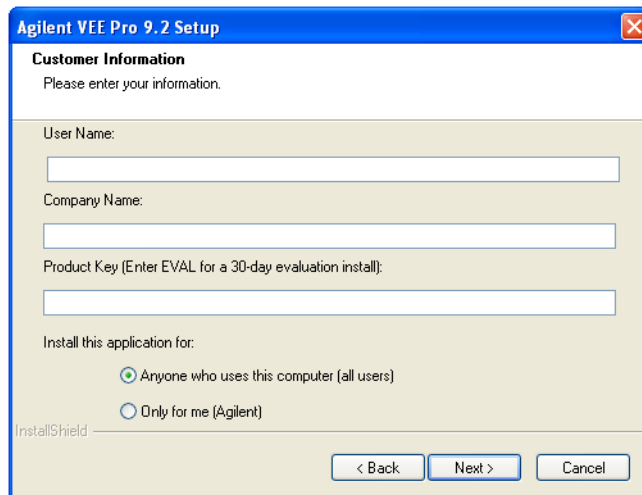 Agilent VEE Pro 9.2 Setup
Customer Information
Please enter your information.
User Name:
Company Name:
Product Key (Enter EVAL for a 30-day evaluation install):
Install this application for:
Anyone who uses this computer (all users)
Only for me (Agilent)
InstallShield
< Back Next > Cancel